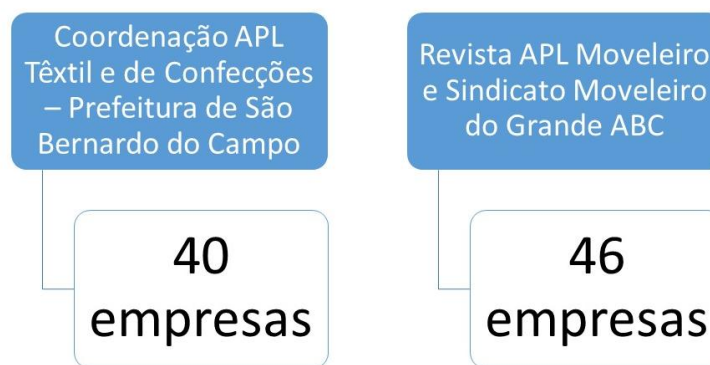 Coordenação APL
Têxtil e de Confecções
– Prefeitura de São
Bernardo do Campo
40
empresas
Revista APL Moveleiro
e Sindicato Moveleiro
do Grande ABC
46
empresas